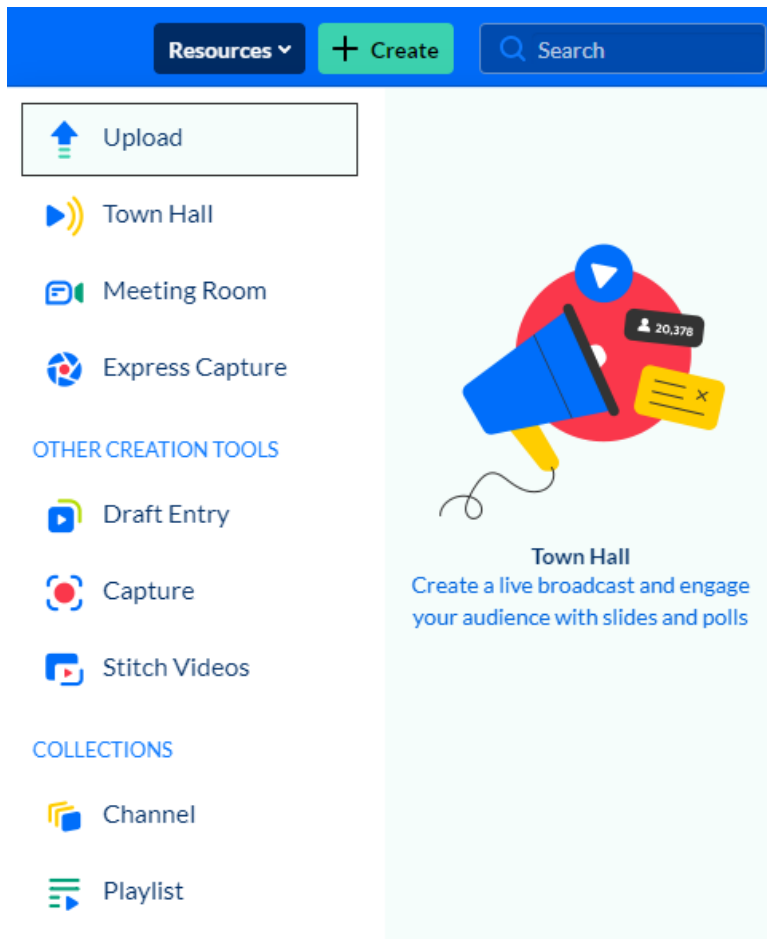 Resources
+ Create
Search
Upload
Town Hall
Meeting Room
Express Capture
OTHER CREATION TOOLS
Draft Entry
Capture
Stitch Videos
COLLECTIONS
Channel
Playlist
20,378
Town Hall
Create a live broadcast and engage
your audience with slides and polls